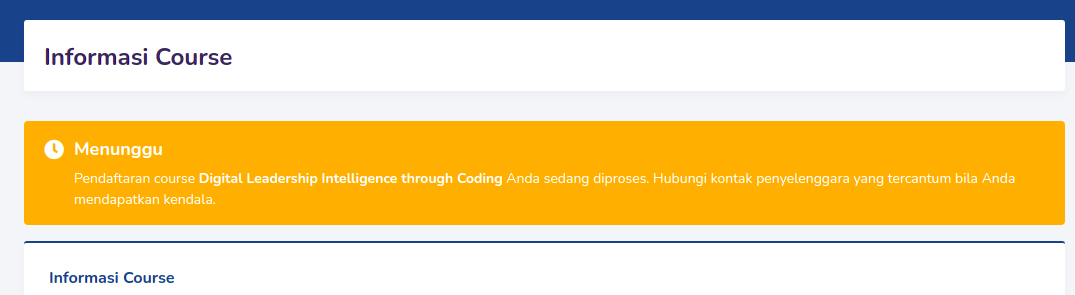 Informasi Course
Menunggu
Pendaftaran course Digital Leadership Intelligence through Coding Anda sedang diproses. Hubungi kontak penyelenggara yang tercantum bila Anda
mendapatkan kendala.
Informasi Course